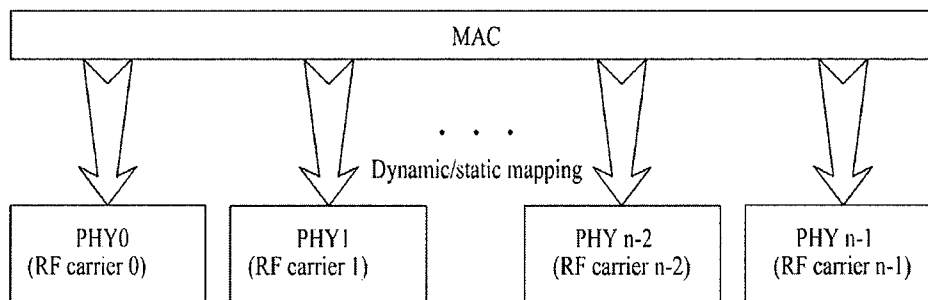 MAC
. . .
Dynamic/static mapping
PHY0
(RF carrier 0)
PHY1
(RF carrier 1)
PHY n-2
(RF carrier n-2)
PHY n-1
(RF carrier n-1)